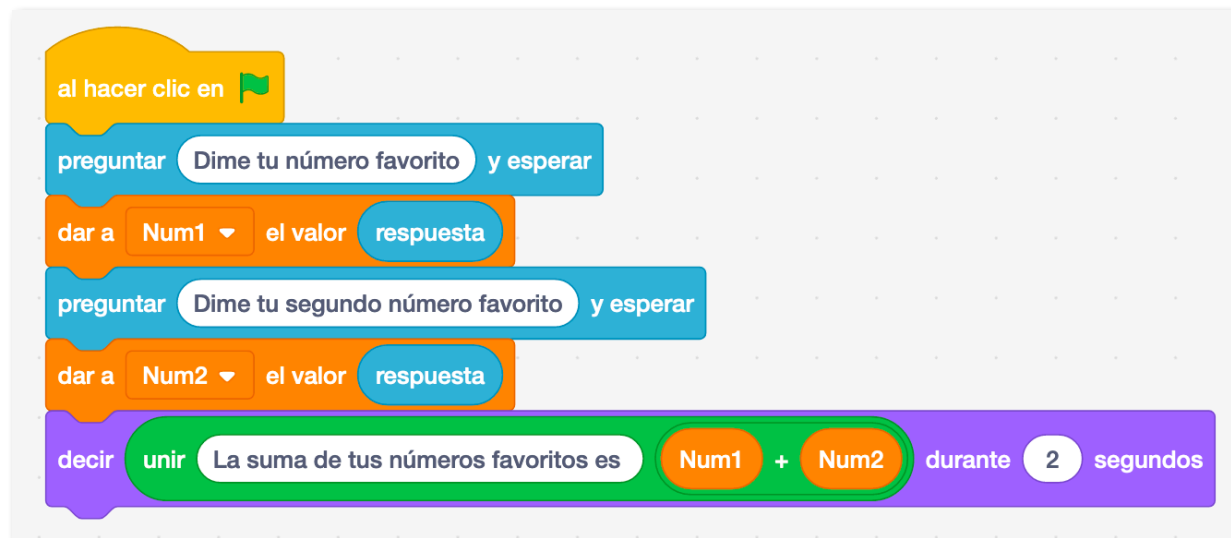 al hacer clic en
preguntar Dime tu número favorito y esperar
dar a Num1 el valor respuesta
preguntar Dime tu segundo número favorito y esperar
dar a Num2 el valor respuesta
decir unir La suma de tus números favoritos es Num1 + Num2 durante 2 segundos